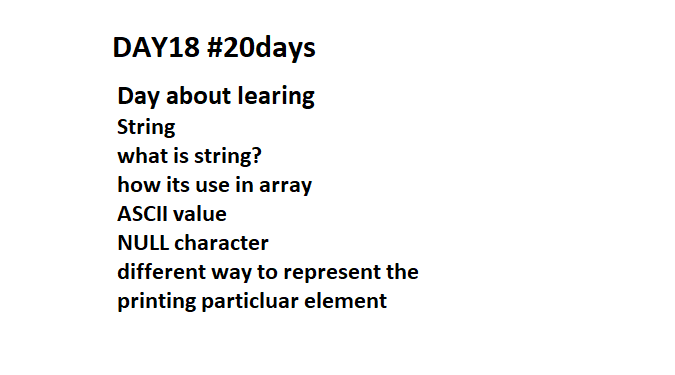 DAY18 #20days
Day about learing
String
what is string?
how its use in array
ASCII value
NULL character
different way to represent the
printing particluar element